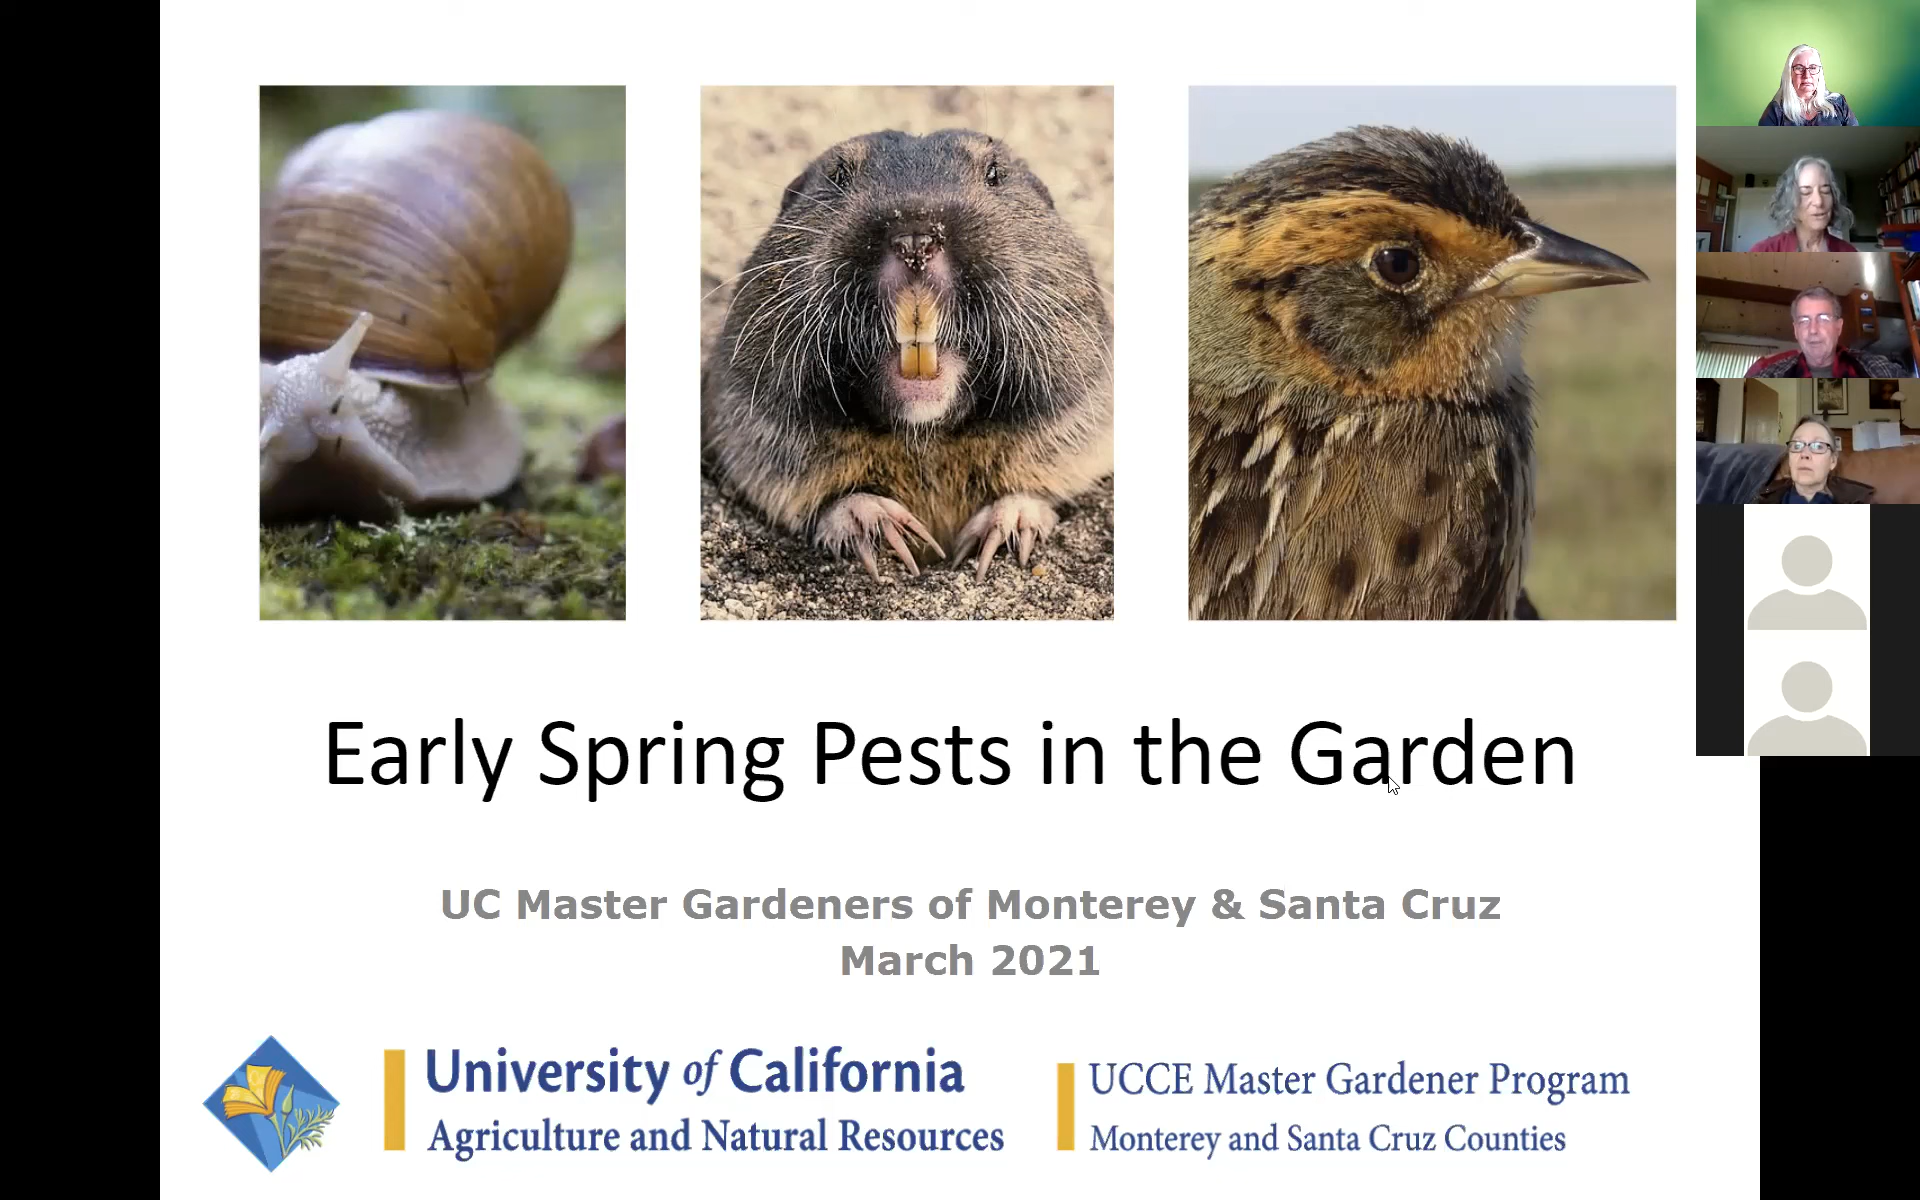 Early Spring Pests in the Garden
UC Master Gardeners of Monterey & Santa Cruz
March 2021
University of California
Agriculture and Natural Resources
UCCE Master Gardener Program
Monterey and Santa Cruz Counties